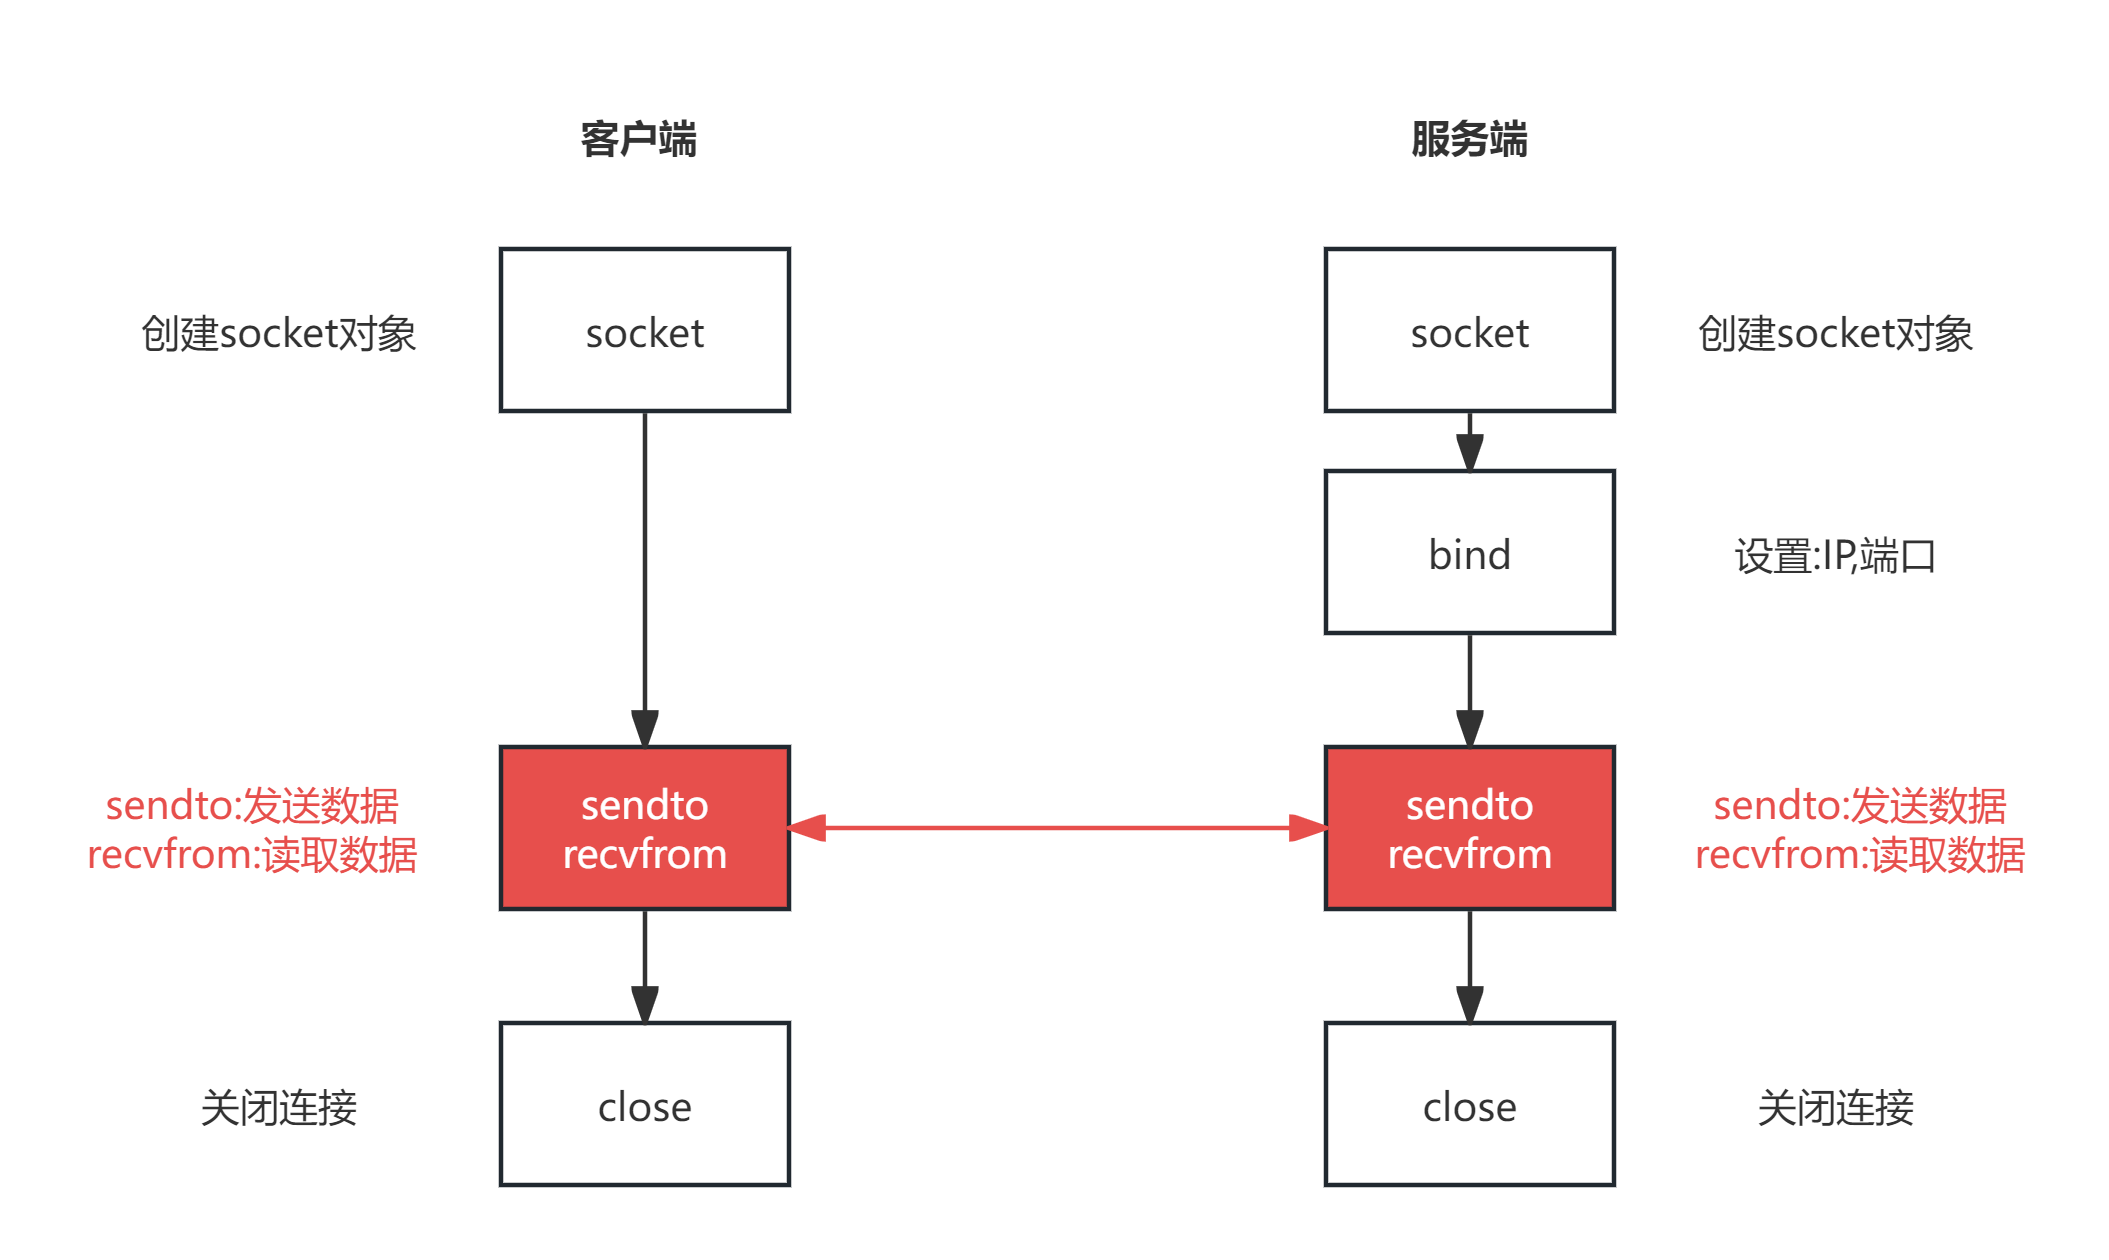 客户端
服务端
创建socket对象
socket
socket
创建socket对象
bind
设置:IP,端口
sendto:发送数据
recvfrom:读取数据
sendto
recvfrom
sendto
recvfrom
sendto:发送数据
recvfrom:读取数据
关闭连接
close
close
关闭连接